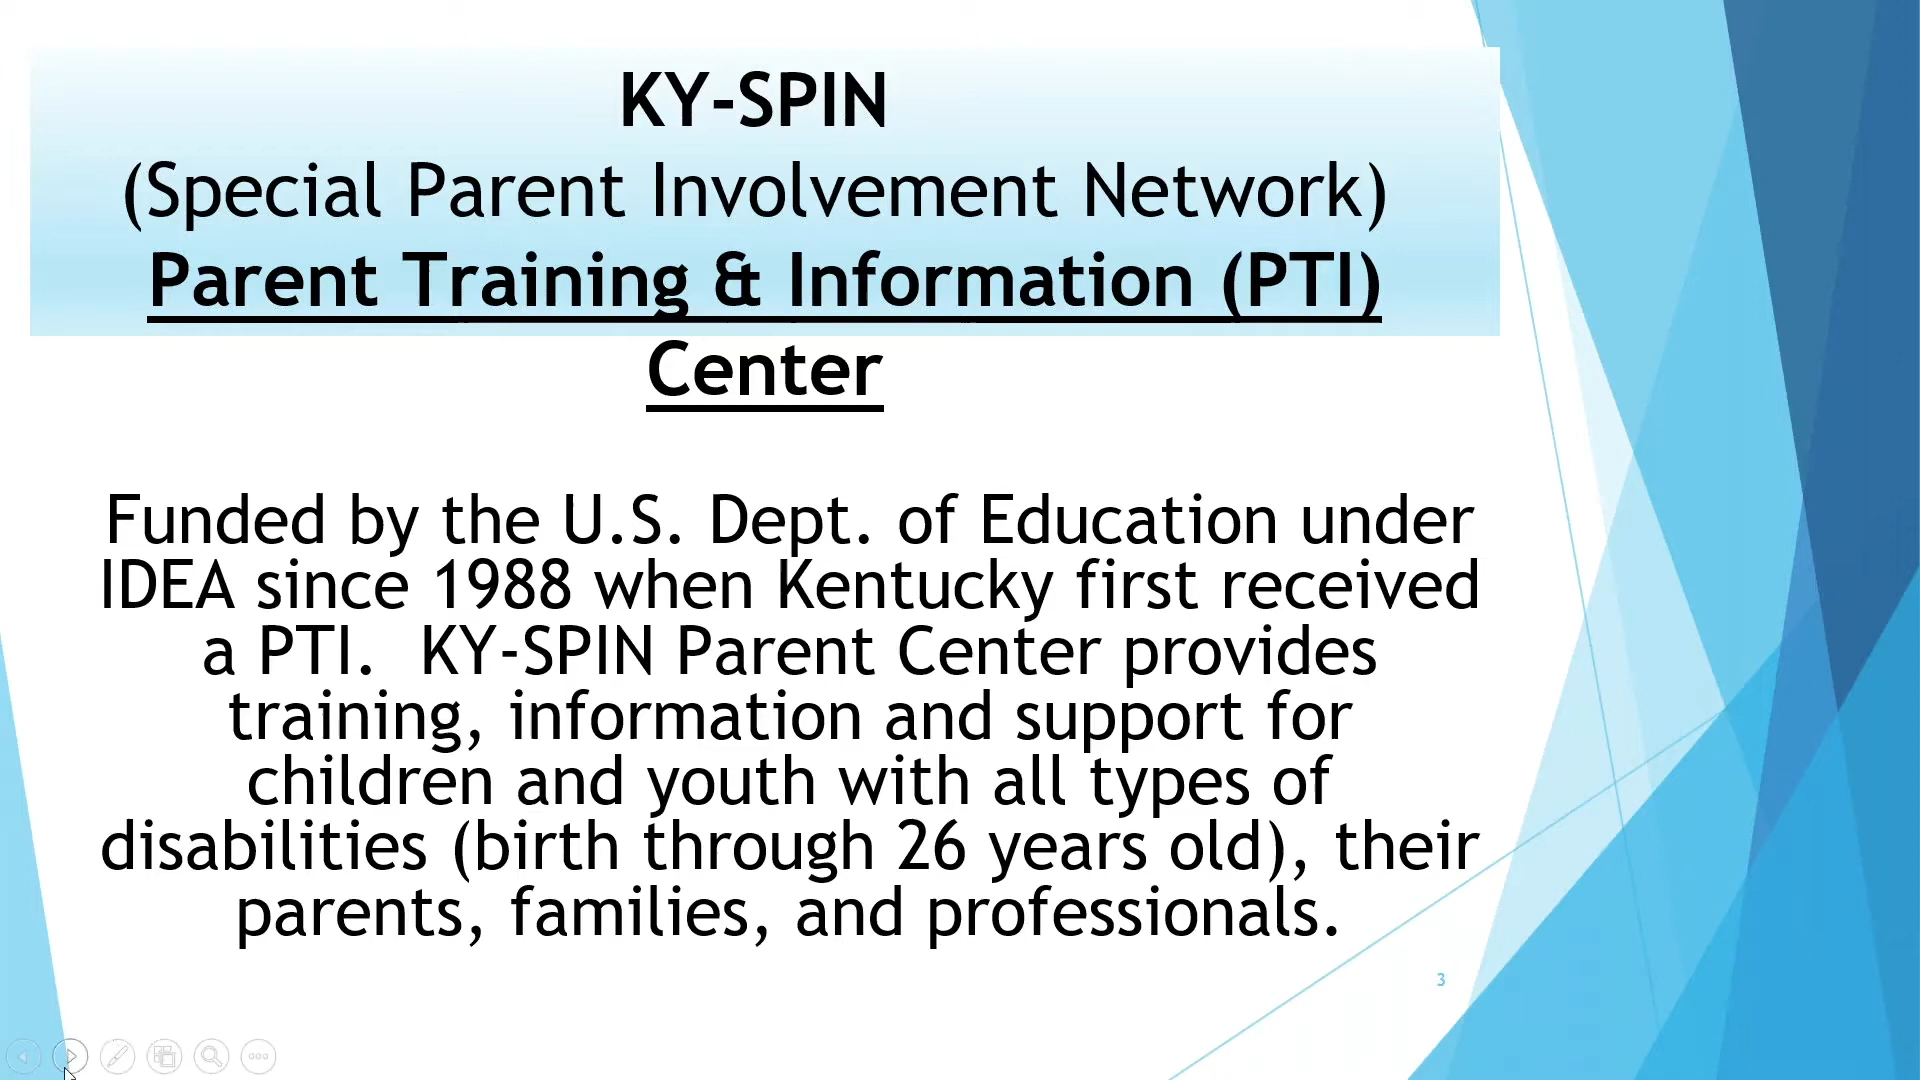 KY-SPIN
(Special Parent Involvement Network)
Parent Training & Information (PTI)
Center
Funded by the U.S. Dept. of Education under
IDEA since 1988 when Kentucky first received
a PTI.  KY-SPIN Parent Center provides
training, information and support for
children and youth with all types of
disabilities (birth through 26 years old), their
parents, families, and professionals.
3